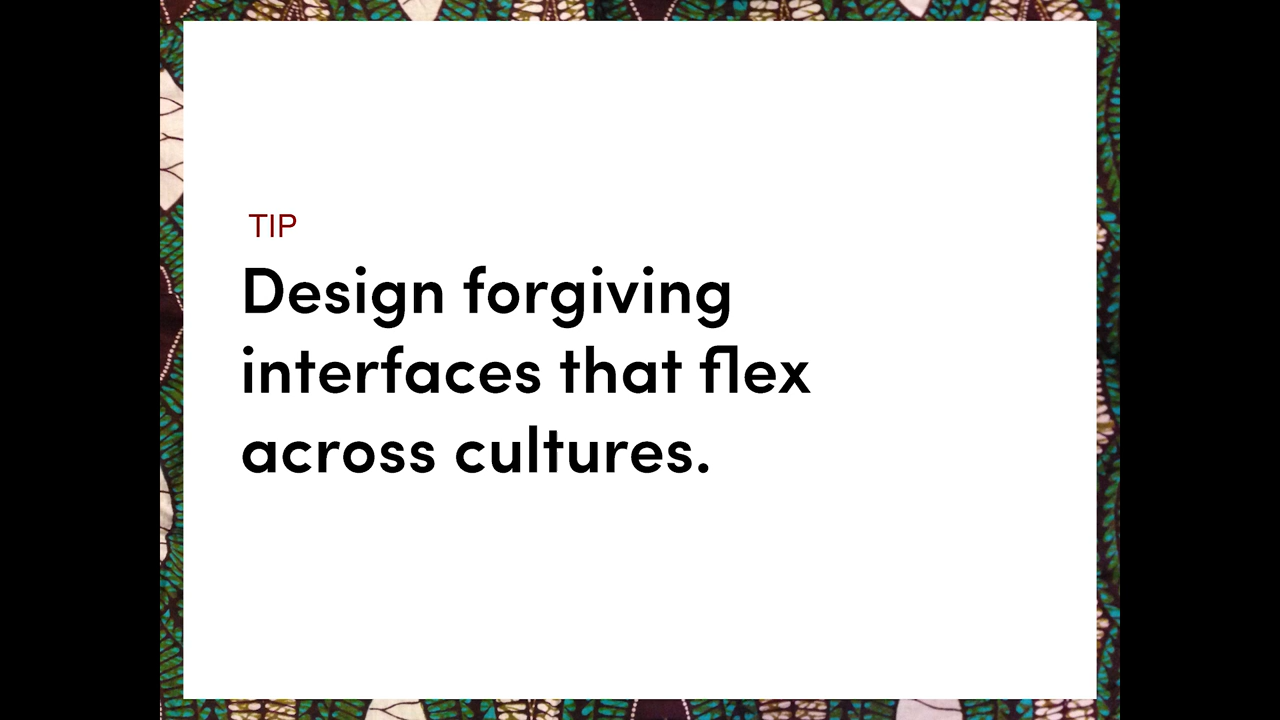 TIP
Design forgiving
interfaces that flex
across cultures.